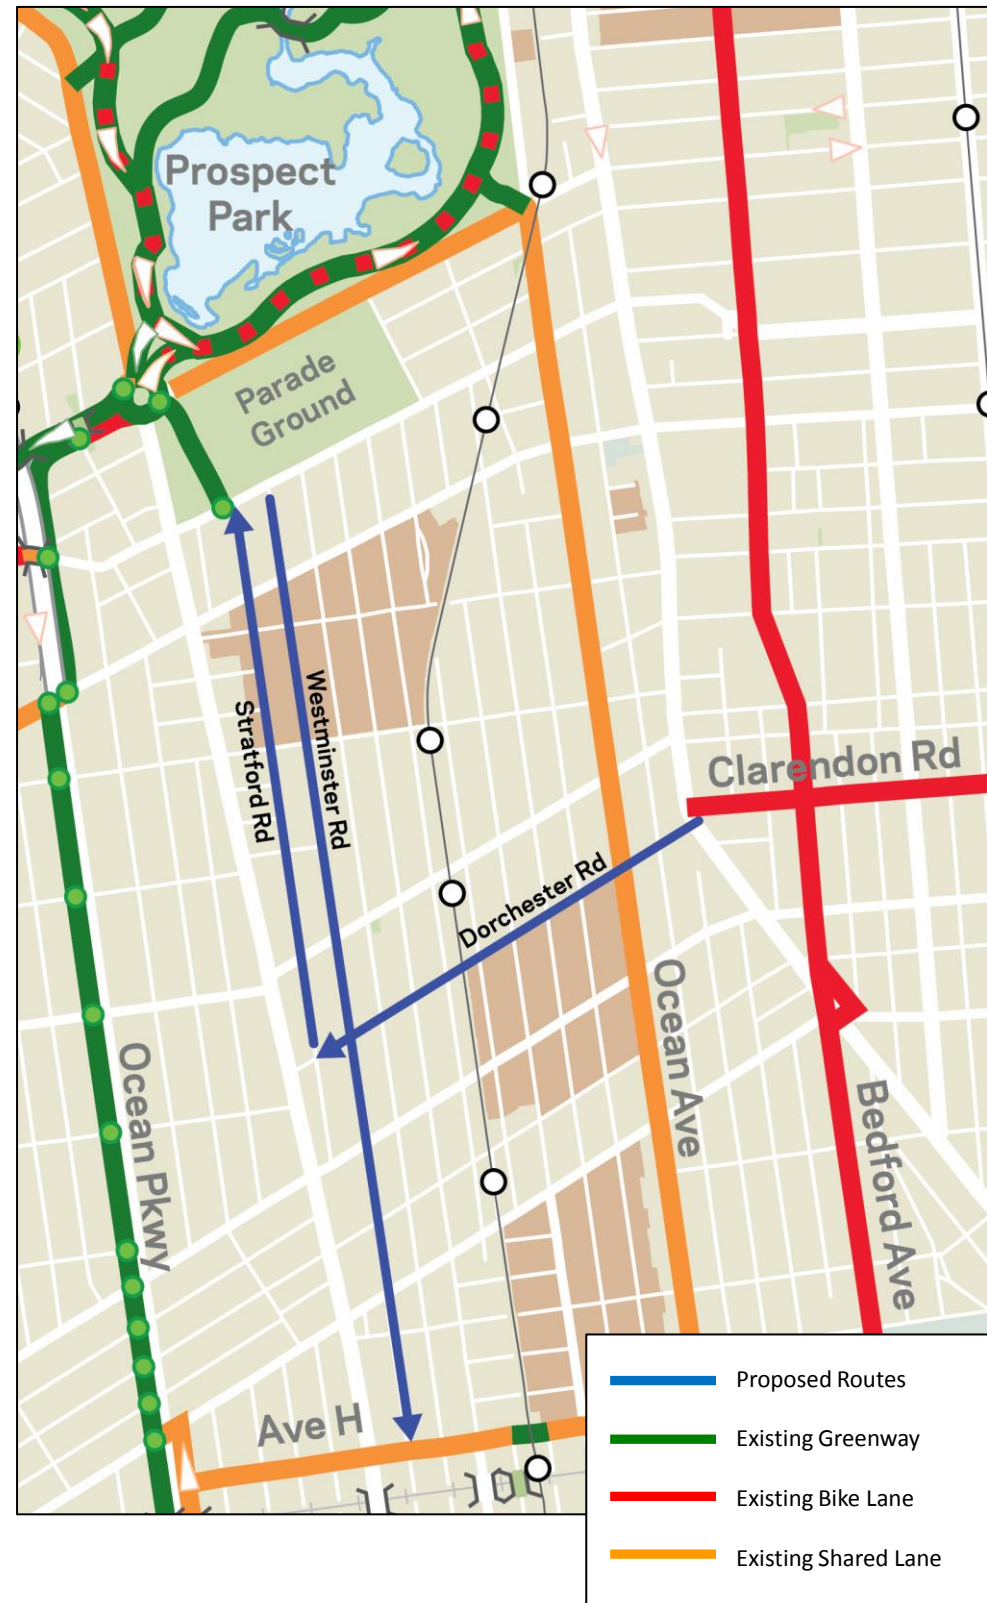 Prospect
Park
Parade
Ground
Westminster Rd
Stratford Rd
Clarendon Rd
Dorchester Rd
Ocean Ave
Ocean Pkwy
Bedford Ave
Ave H
Proposed Routes
Existing Greenway
Existing Bike Lane
Existing Shared Lane